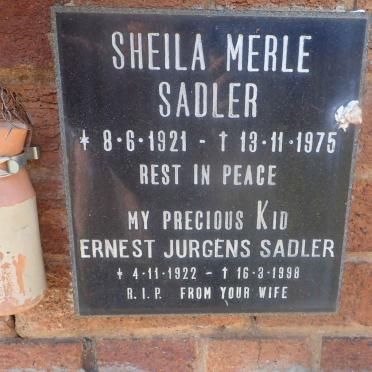 SHEILA MERLE
SADLER
* 8·6·1921 - † 13·11·1975
REST IN PEACE
MY PRECIOUS KID
ERNEST JURGENS SADLER
* 4·11·1922 - † 16·3·1998
R.I.P. FROM YOUR WIFE